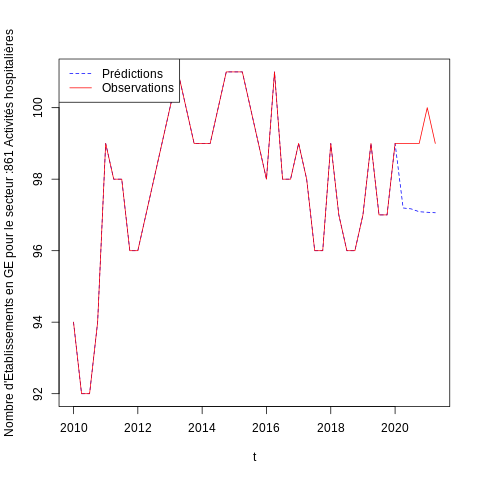 Nombre d'Etablissements en GE pour le secteur :861 Activités hospitalières
Prédictions
Observations
100
98
96
94
92
2010 2012 2014 2016 2018 2020
t